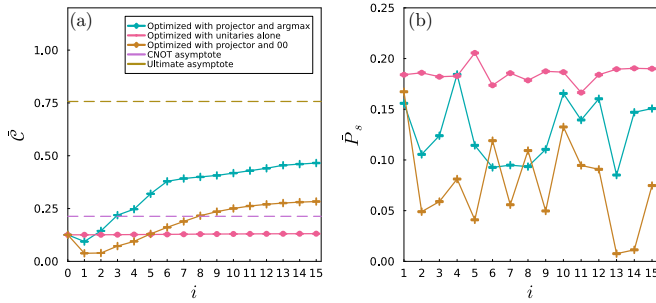 (a)
Optimized with projector and argmax
Optimized with unitaries alone
Optimized with projector and 00
CNOT asymptote
Ultimate asymptote
1.00
0.75
0.50
0.25
0.00
C̄
0 1 2 3 4 5 6 7 8 9 10 11 12 13 14 15
i
(b)
0.25
0.20
0.15
0.10
0.05
0.00
P̄s
1 2 3 4 5 6 7 8 9 10 11 12 13 14 15
i